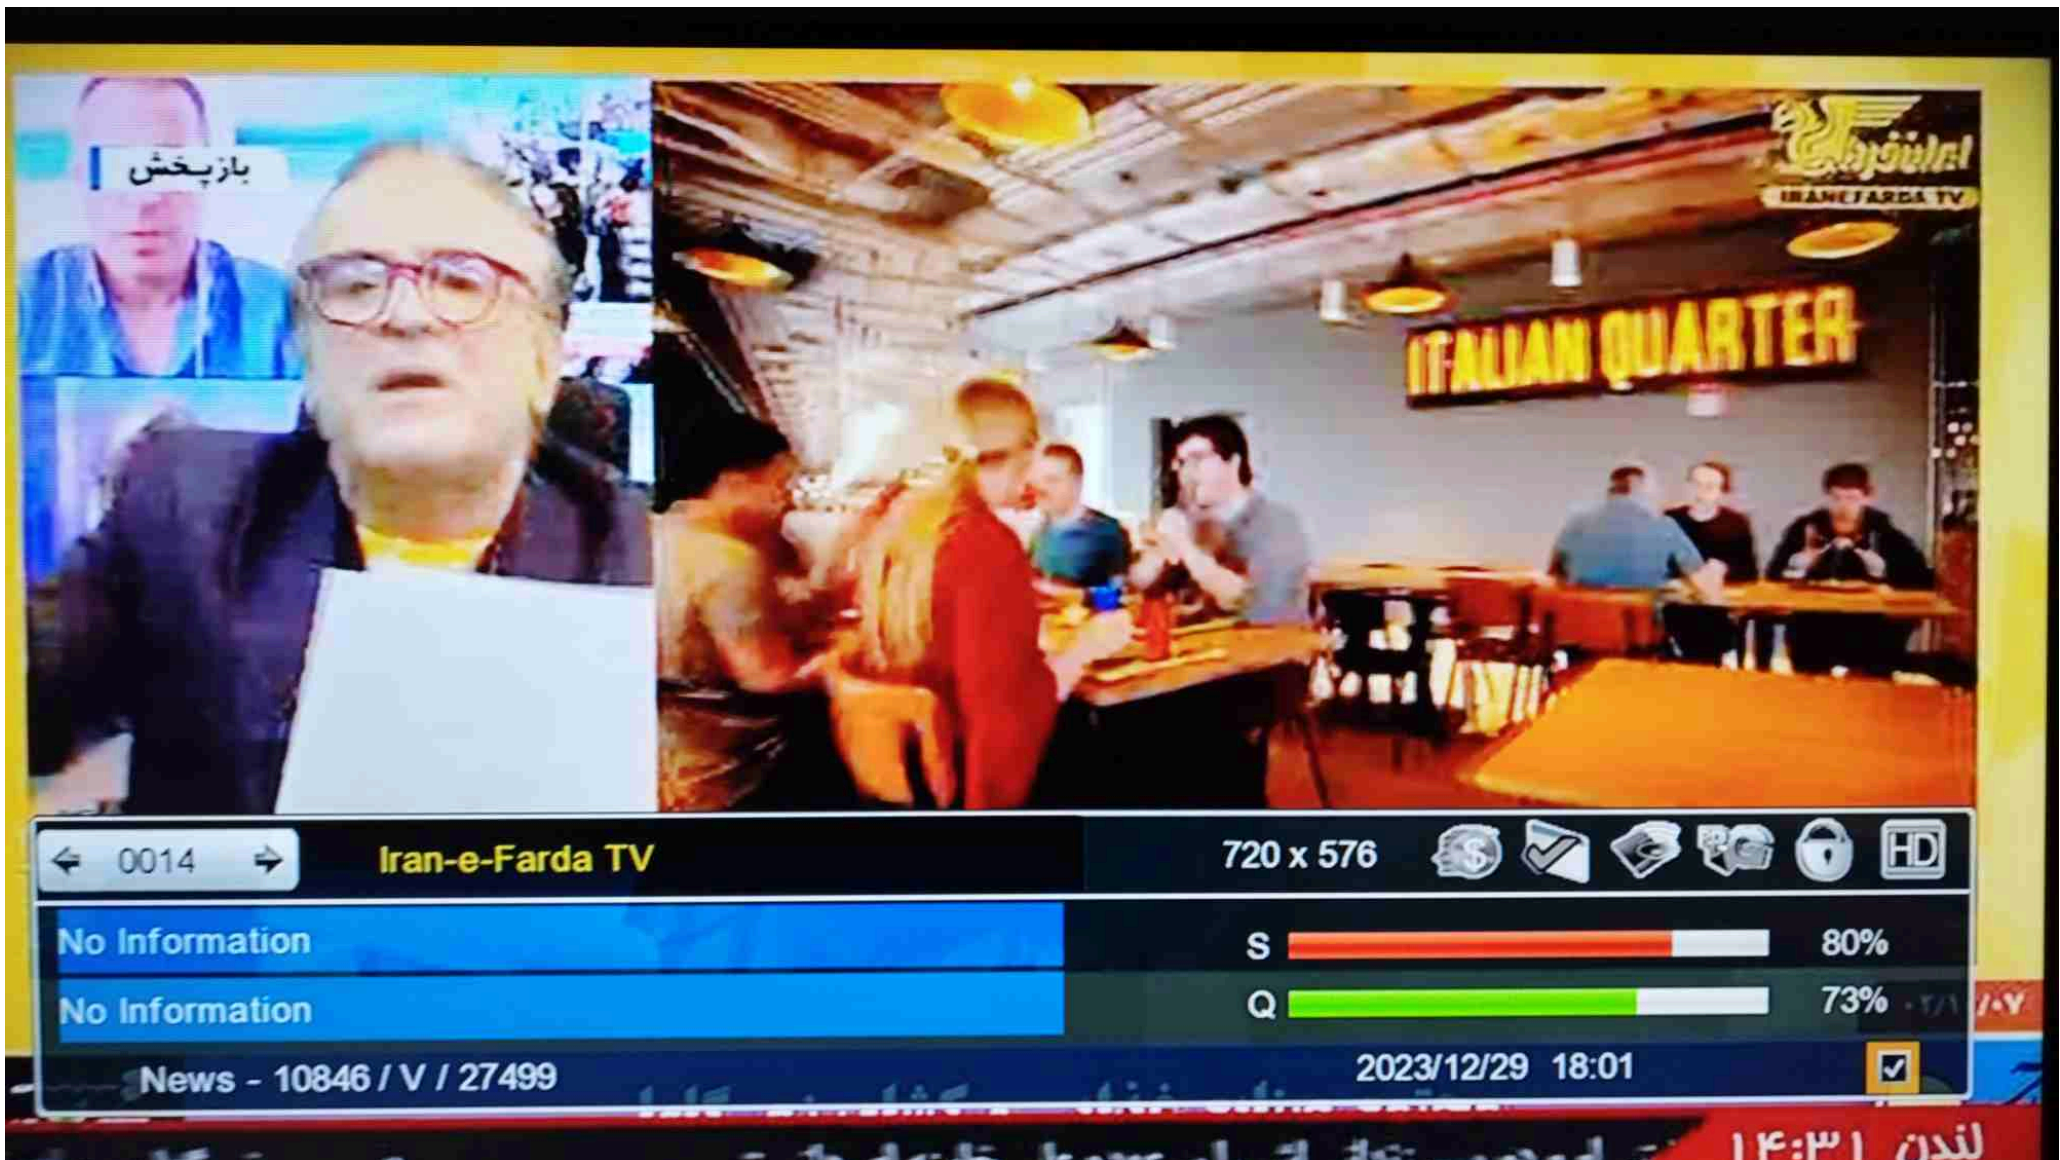 بازپخش
ایران فردا
IRANEFARDA TV
ITALIAN QUARTER
0014
Iran-e-Farda TV
720 x 576
HD
No Information
S
80%
No Information
Q
73%
/۰۷
News - 10846 / V / 27499
2023/12/29 18:01
لندن ۱۴:۳۱